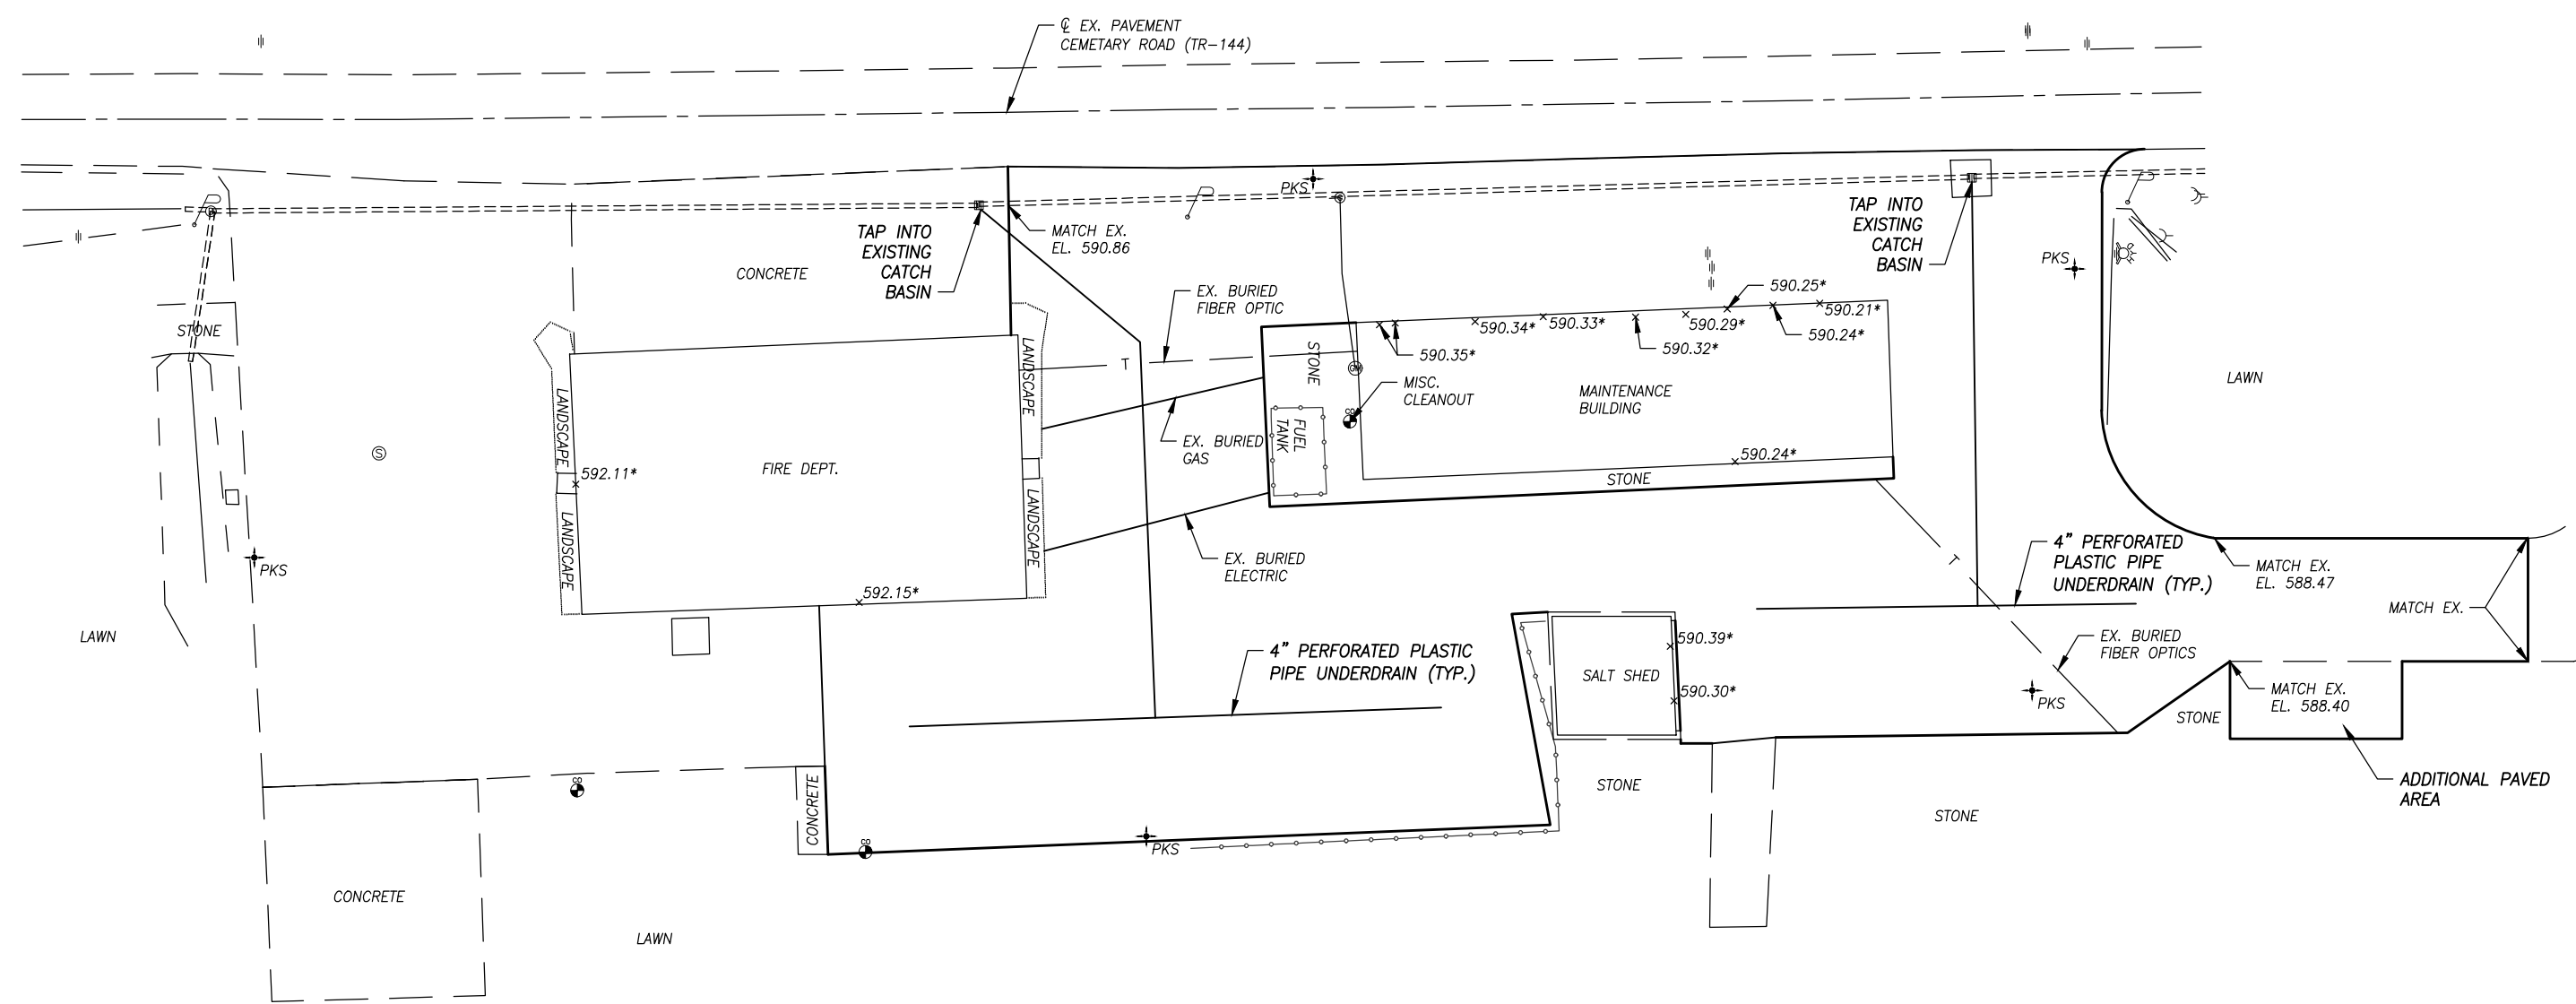 ℄ EX. PAVEMENT
CEMETARY ROAD (TR-144)
PKS
TAP INTO
EXISTING
CATCH
BASIN
MATCH EX.
EL. 590.86
TAP INTO
EXISTING
CATCH
BASIN
PKS
CONCRETE
EX. BURIED
FIBER OPTIC
T
STONE
590.35*
590.34*
590.33*
590.32*
590.29*
590.25*
590.24*
590.21*
STONE
LANDSCAPE
LANDSCAPE
MISC.
CLEANOUT
CO
MAINTENANCE
BUILDING
LAWN
FUEL
TANK
EX. BURIED
GAS
S
592.11*
FIRE DEPT.
590.24*
STONE
LANDSCAPE
LANDSCAPE
EX. BURIED
ELECTRIC
PKS
592.15*
T
4" PERFORATED
PLASTIC PIPE
UNDERDRAIN (TYP.)
MATCH EX.
EL. 588.47
MATCH EX.
LAWN
4" PERFORATED PLASTIC
PIPE UNDERDRAIN (TYP.)
590.39*
SALT SHED
590.30*
EX. BURIED
FIBER OPTICS
PKS
MATCH EX.
EL. 588.40
STONE
CO
CONCRETE
STONE
STONE
ADDITIONAL PAVED
AREA
CO
PKS
CONCRETE
LAWN